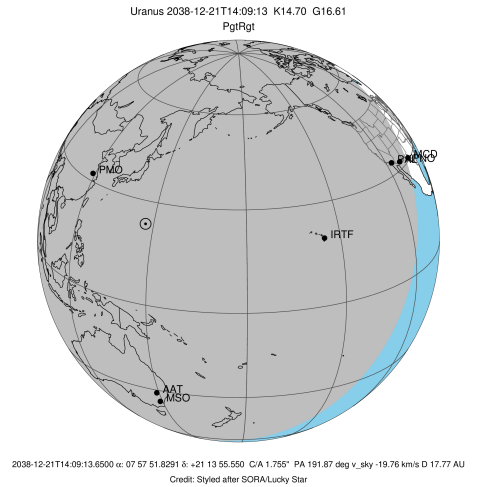 Uranus 2038-12-21T14:09:13 K14.70 G16.61
PgtRgt
MCD
PMO
IRTF
AAT
MSO
2038-12-21T14:09:13.6500 α: 07 57 51.8291 δ: +21 13 55.550 C/A 1.755" PA 191.87 deg v_sky -19.76 km/s D 17.77 AU
Credit: Styled after SORA/Lucky Star